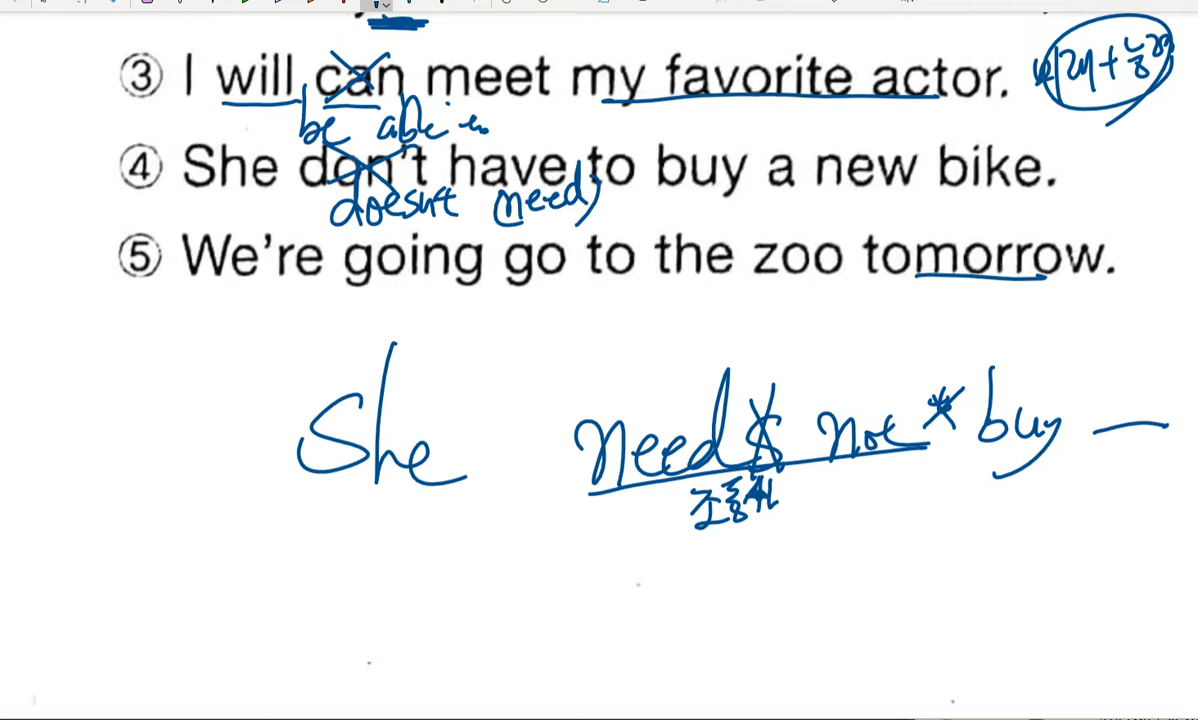 ③ I will can meet my favorite actor. 미래+능력
be able to
④ She don't have to buy a new bike.
doesn't need
⑤ We're going go to the zoo tomorrow.
She needs not buy
조동사